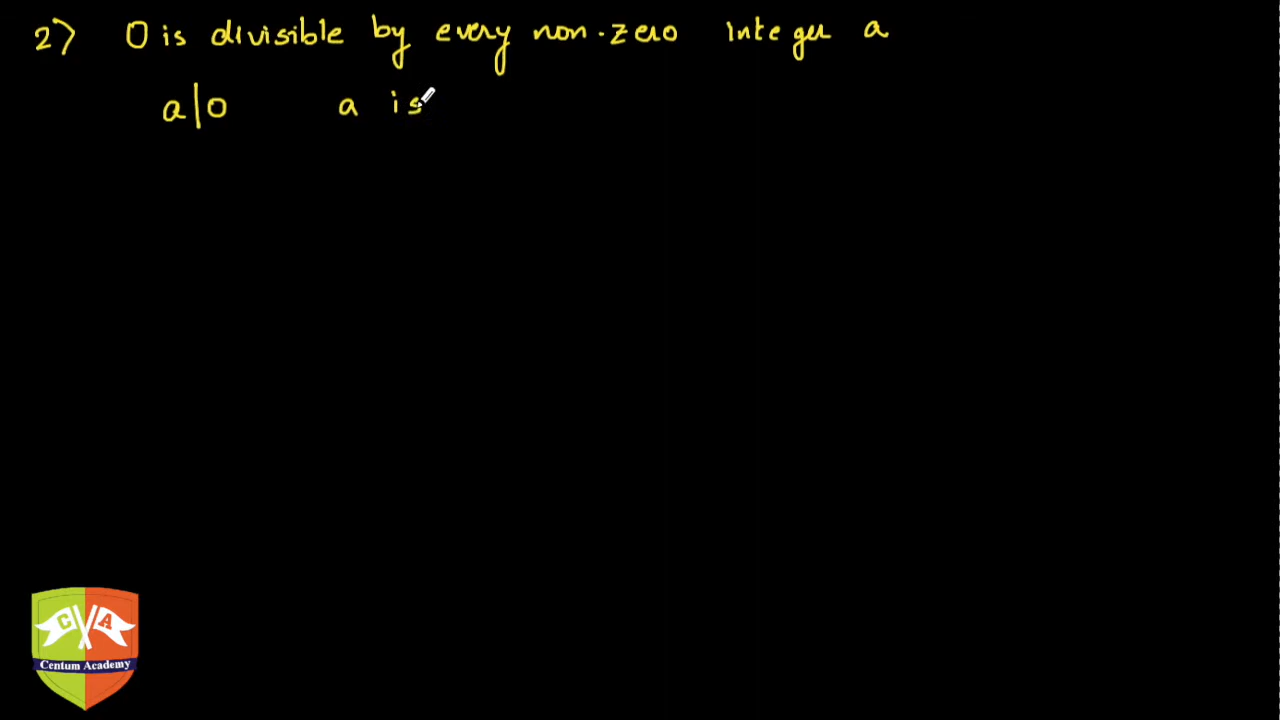 2) 0 is divisible by every non-zero integer a
a|0 a is
C A
Centum Academy